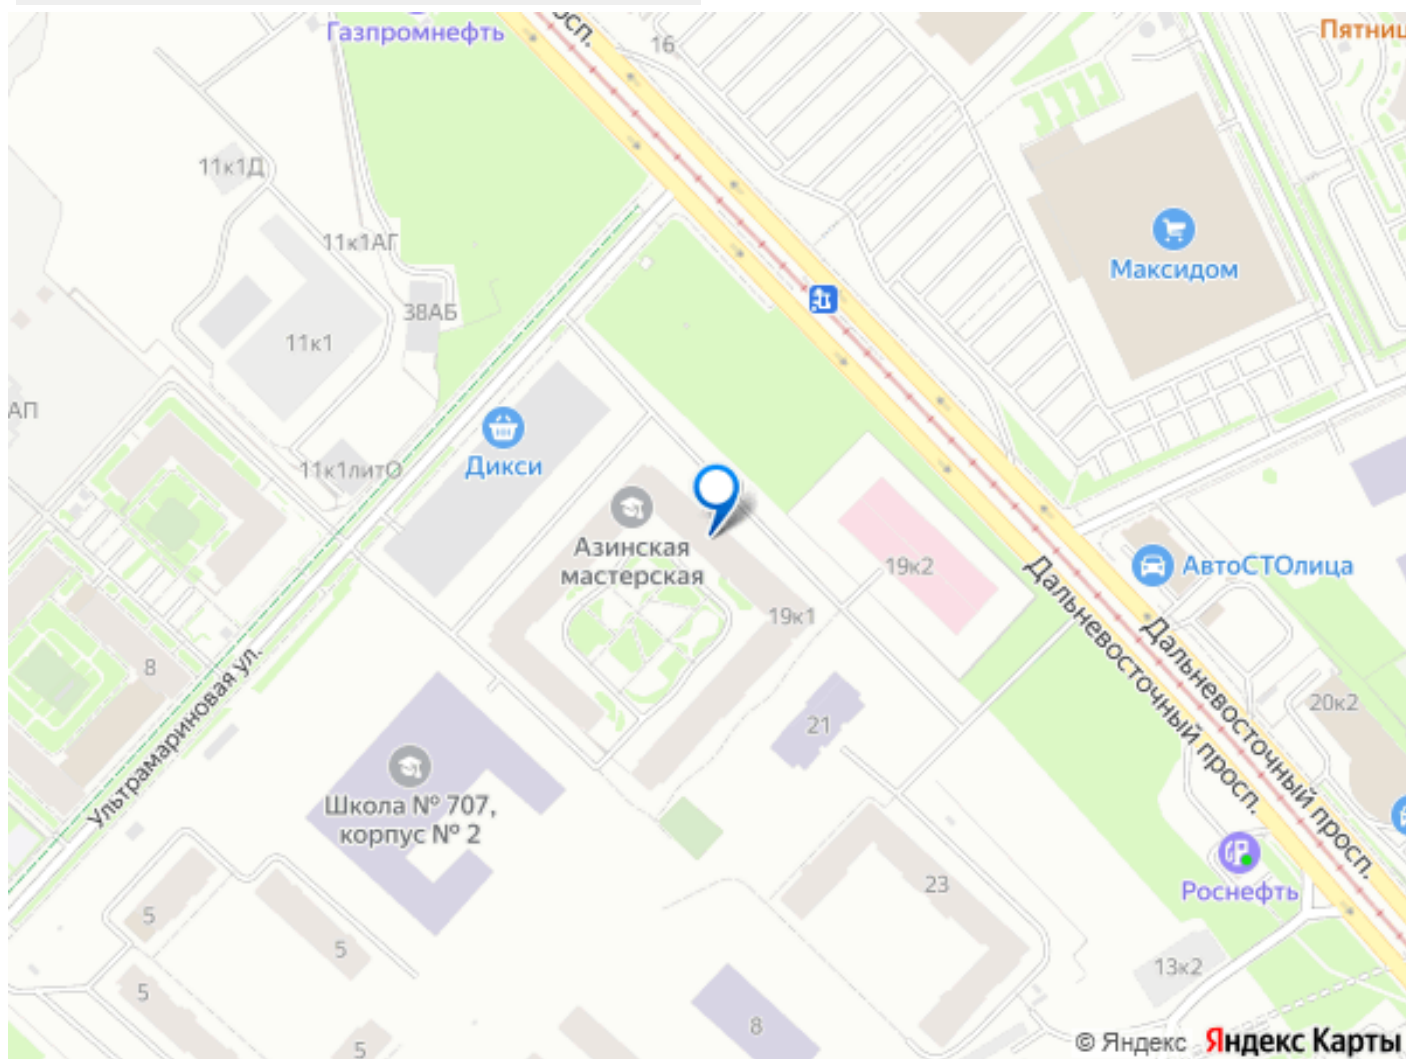 Газпромнефть
осп.
16
Пятниц
11к1Д
11к1АГ
38АБ
11к1
Максидом
АП
Дикси
11к1литО
Азинская
мастерская
19к2
АвтоСТОлица
19к1
8
Ультрамариновая ул.
Дальневосточный просп.
Дальневосточный просп.
20к2
21
Школа № 707,
корпус № 2
23
Роснефть
5
5
5
13к2
8
5
© Яндекс Яндекс Карты